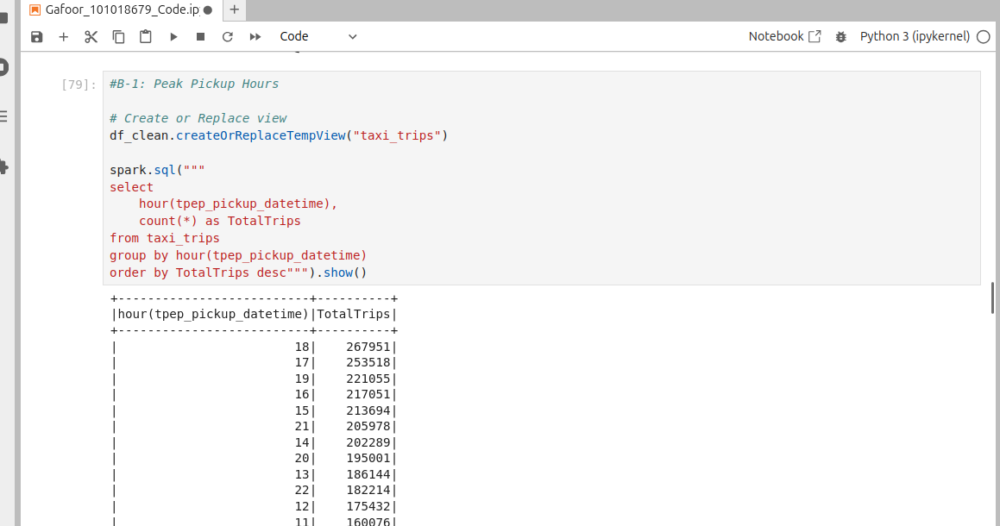 Gafoor_101018679_Code.ip
Code
Notebook
Python 3 (ipykernel)
[79]:
#B-1: Peak Pickup Hours
# Create or Replace view
df_clean.createOrReplaceTempView("taxi_trips")
spark.sql("""
select
    hour(tpep_pickup_datetime),
    count(*) as TotalTrips
from taxi_trips
group by hour(tpep_pickup_datetime)
order by TotalTrips desc""").show()
+--------------------------+----------+
|hour(tpep_pickup_datetime)|TotalTrips|
+--------------------------+----------+
|                        18|    267951|
|                        17|    253518|
|                        19|    221055|
|                        16|    217051|
|                        15|    213694|
|                        21|    205978|
|                        14|    202289|
|                        20|    195001|
|                        13|    186144|
|                        22|    182214|
|                        12|    175432|
|                        11|    160076|